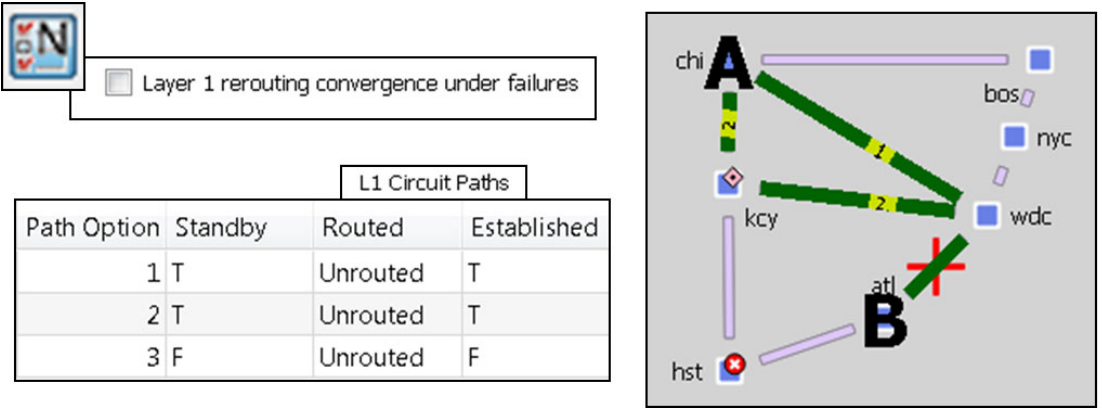 N
Layer 1 rerouting convergence under failures
L1 Circuit Paths
Path Option Standby Routed Established
1 T Unrouted T
2 T Unrouted T
3 F Unrouted F
chi A
bos
nyc
2
1
kcy
2
wdc
atl
B
hst